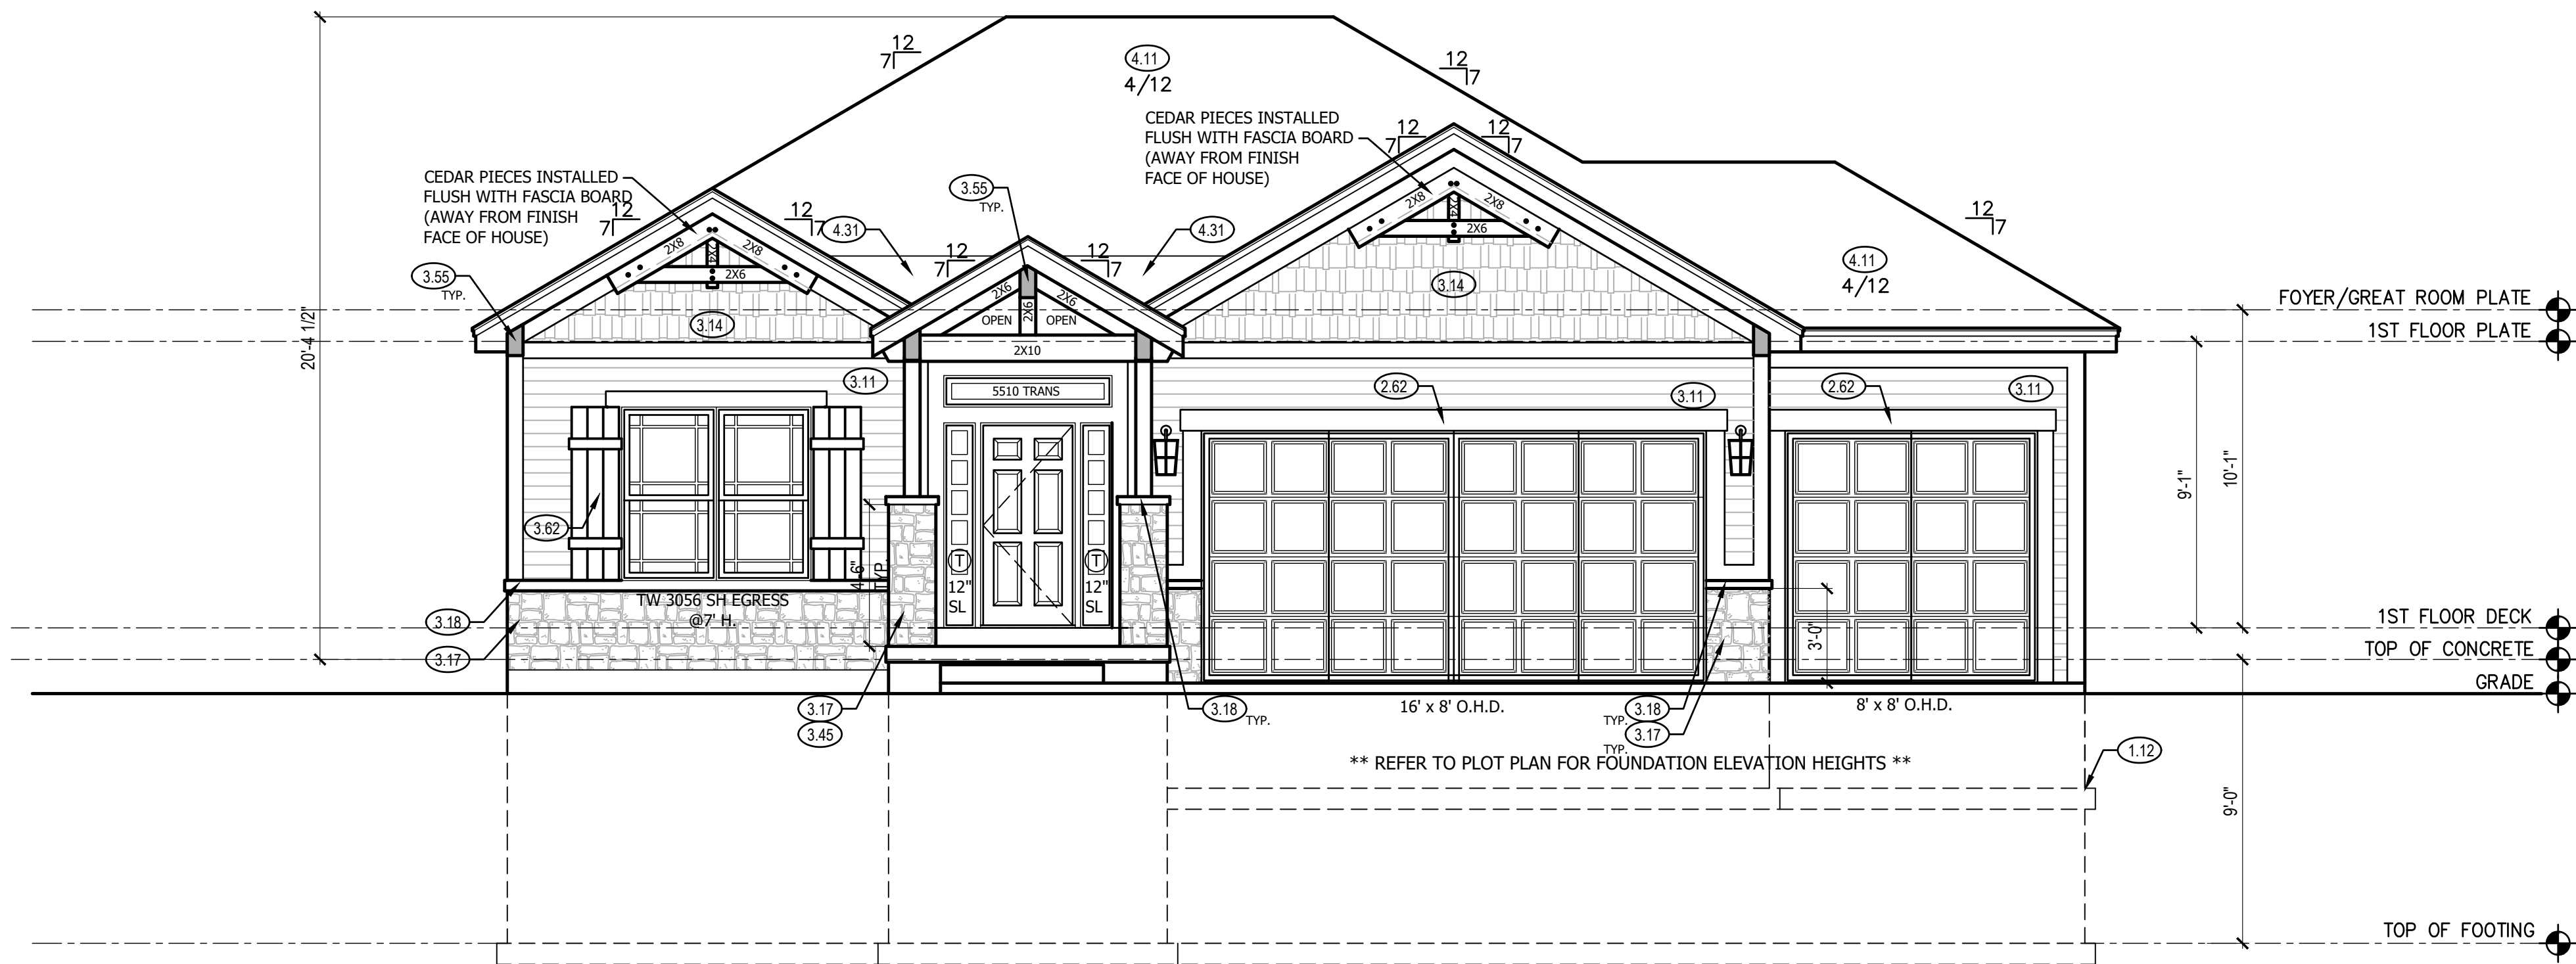 12
7
4.11
4/12
12
7
CEDAR PIECES INSTALLED
FLUSH WITH FASCIA BOARD
(AWAY FROM FINISH
FACE OF HOUSE)
12
7
12
7
CEDAR PIECES INSTALLED
FLUSH WITH FASCIA BOARD
(AWAY FROM FINISH
FACE OF HOUSE)
12
7
12
7
3.55
TYP.
4.31
4.31
12
7
12
7
12
7
2X8
2X8
2X4
2X6
2X8
2X8
2X4
2X6
3.55
TYP.
4.11
4/12
3.14
3.14
2X6
2X6
2X6
OPEN
OPEN
2X10
20'-4 1/2"
FOYER/GREAT ROOM PLATE
1ST FLOOR PLATE
3.11
5510 TRANS
2.62
3.11
2.62
3.11
9'-1"
10'-1"
3.62
4'-6"
TYP.
T
12"
SL
T
12"
SL
TW 3056 SH EGRESS
@7' H.
3.18
3.17
3'-0"
1ST FLOOR DECK
TOP OF CONCRETE
GRADE
3.17
3.45
3.18
TYP.
16' x 8' O.H.D.
3.18
TYP.
3.17
TYP.
8' x 8' O.H.D.
** REFER TO PLOT PLAN FOR FOUNDATION ELEVATION HEIGHTS **
1.12
9'-0"
TOP OF FOOTING